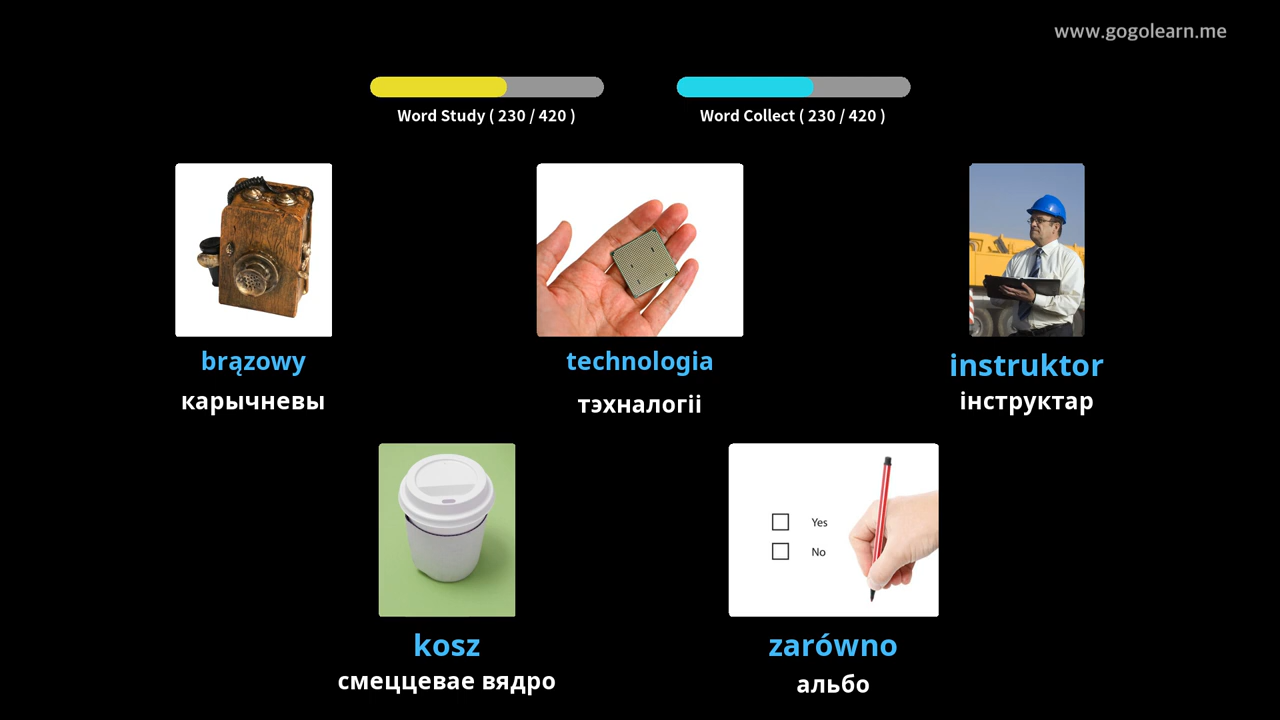 www.gogolearn.me
Word Study ( 230 / 420 )
Word Collect ( 230 / 420 )
brązowy
карычневы
technologia
тэхналогіі
instruktor
інструктар
Yes
No
kosz
смеццевае вядро
zarówno
альбо